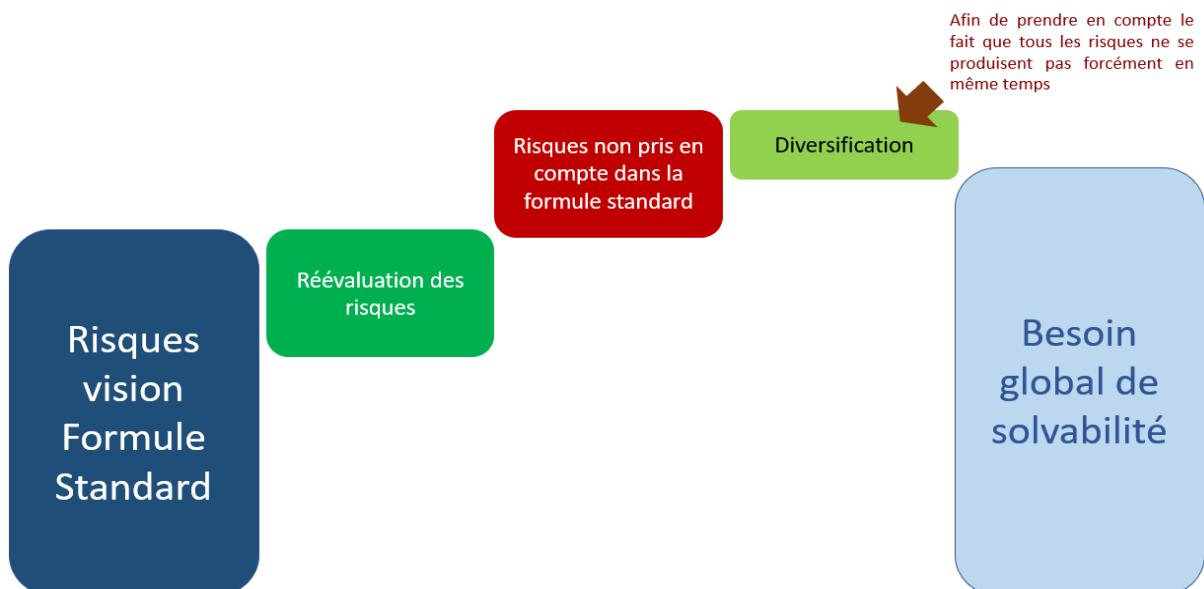 Afin de prendre en compte le
fait que tous les risques ne se
produisent pas forcément en
même temps
Risques non pris en
compte dans la
formule standard
Diversification
Réévaluation des
risques
Risques
vision
Formule
Standard
Besoin
global de
solvabilité